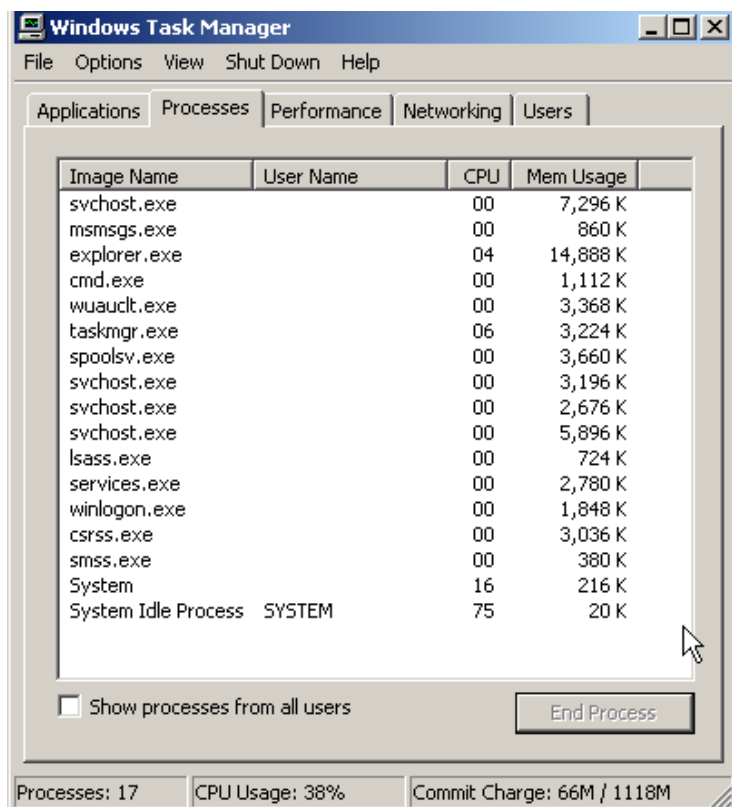 Windows Task Manager
File Options View Shut Down Help
Applications Processes Performance Networking Users
Image Name User Name CPU Mem Usage
svchost.exe 00 7,296 K
msmsgs.exe 00 860 K
explorer.exe 04 14,888 K
cmd.exe 00 1,112 K
wuauclt.exe 00 3,368 K
taskmgr.exe 06 3,224 K
spoolsv.exe 00 3,660 K
svchost.exe 00 3,196 K
svchost.exe 00 2,676 K
svchost.exe 00 5,896 K
lsass.exe 00 724 K
services.exe 00 2,780 K
winlogon.exe 00 1,848 K
csrss.exe 00 3,036 K
smss.exe 00 380 K
System 16 216 K
System Idle Process SYSTEM 75 20 K
Show processes from all users
End Process
Processes: 17 CPU Usage: 38% Commit Charge: 66M / 1118M